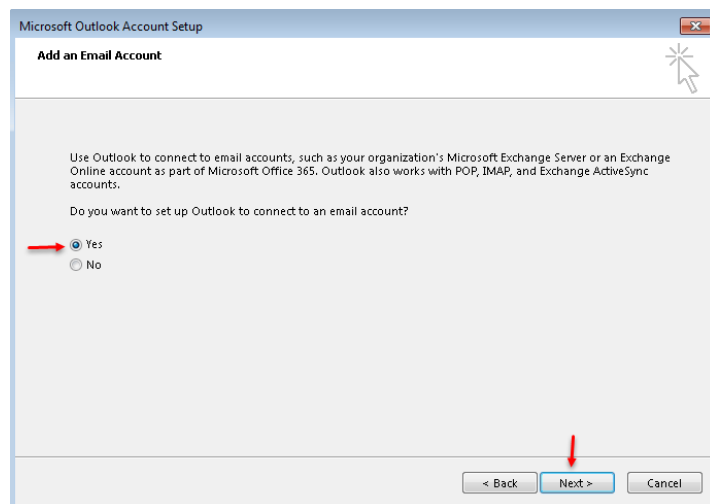 Microsoft Outlook Account Setup
Add an Email Account
Use Outlook to connect to email accounts, such as your organization's Microsoft Exchange Server or an Exchange
Online account as part of Microsoft Office 365. Outlook also works with POP, IMAP, and Exchange ActiveSync
accounts.
Do you want to set up Outlook to connect to an email account?
Yes
No
< Back
Next >
Cancel